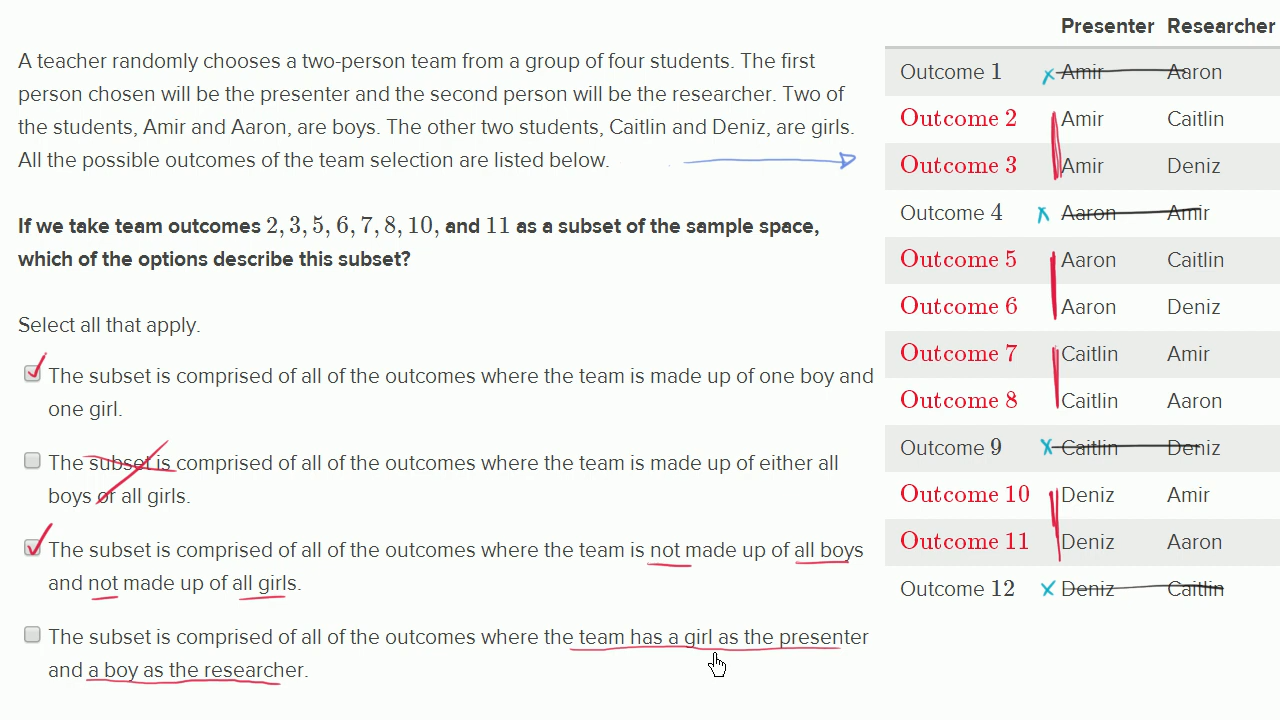 A teacher randomly chooses a two-person team from a group of four students. The first
person chosen will be the presenter and the second person will be the researcher. Two of
the students, Amir and Aaron, are boys. The other two students, Caitlin and Deniz, are girls.
All the possible outcomes of the team selection are listed below.
If we take team outcomes 2, 3, 5, 6, 7, 8, 10, and 11 as a subset of the sample space,
which of the options describe this subset?
Select all that apply.
The subset is comprised of all of the outcomes where the team is made up of one boy and
one girl.
The subset is comprised of all of the outcomes where the team is made up of either all
boys or all girls.
The subset is comprised of all of the outcomes where the team is not made up of all boys
and not made up of all girls.
The subset is comprised of all of the outcomes where the team has a girl as the presenter
and a boy as the researcher.
Presenter Researcher
Outcome 1 Amir Aaron
Outcome 2 Amir Caitlin
Outcome 3 Amir Deniz
Outcome 4 Aaron Amir
Outcome 5 Aaron Caitlin
Outcome 6 Aaron Deniz
Outcome 7 Caitlin Amir
Outcome 8 Caitlin Aaron
Outcome 9 Caitlin Deniz
Outcome 10 Deniz Amir
Outcome 11 Deniz Aaron
Outcome 12 Deniz Caitlin